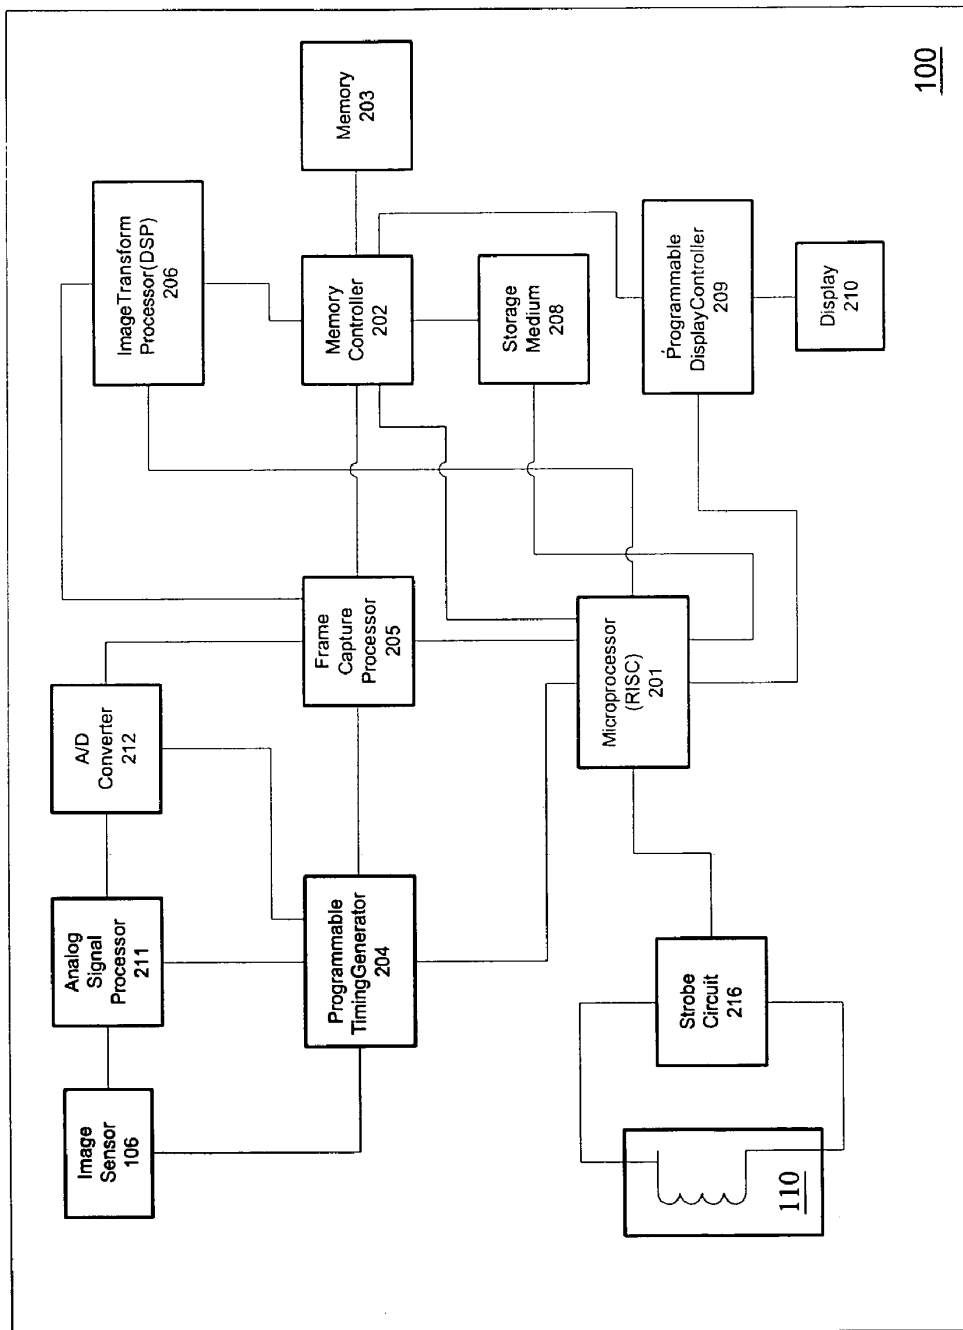 Image
Sensor
106
Analog
Signal
Processor
211
A/D
Converter
212
ImageTransform
Processor(DSP)
206
Programmable
TimingGenerator
204
Frame
Capture
Processor
205
Memory
Controller
202
Memory
203
Storage
Medium
208
110
Strobe
Circuit
216
Microprocessor
(RISC)
201
Programmable
DisplayController
209
Display
210
100